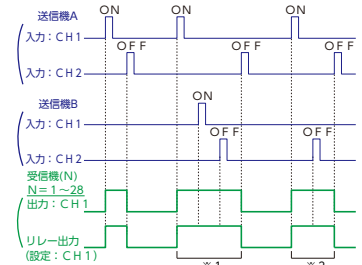 ON ON ON
送信機A
入力：CH1
OFF OFF OFF
入力：CH2
ON
送信機B
入力：CH1
OFF OFF
入力：CH2
受信機(N)
N＝1～28
出力：CH1
リレー出力
(設定：CH1)
※1 ※2